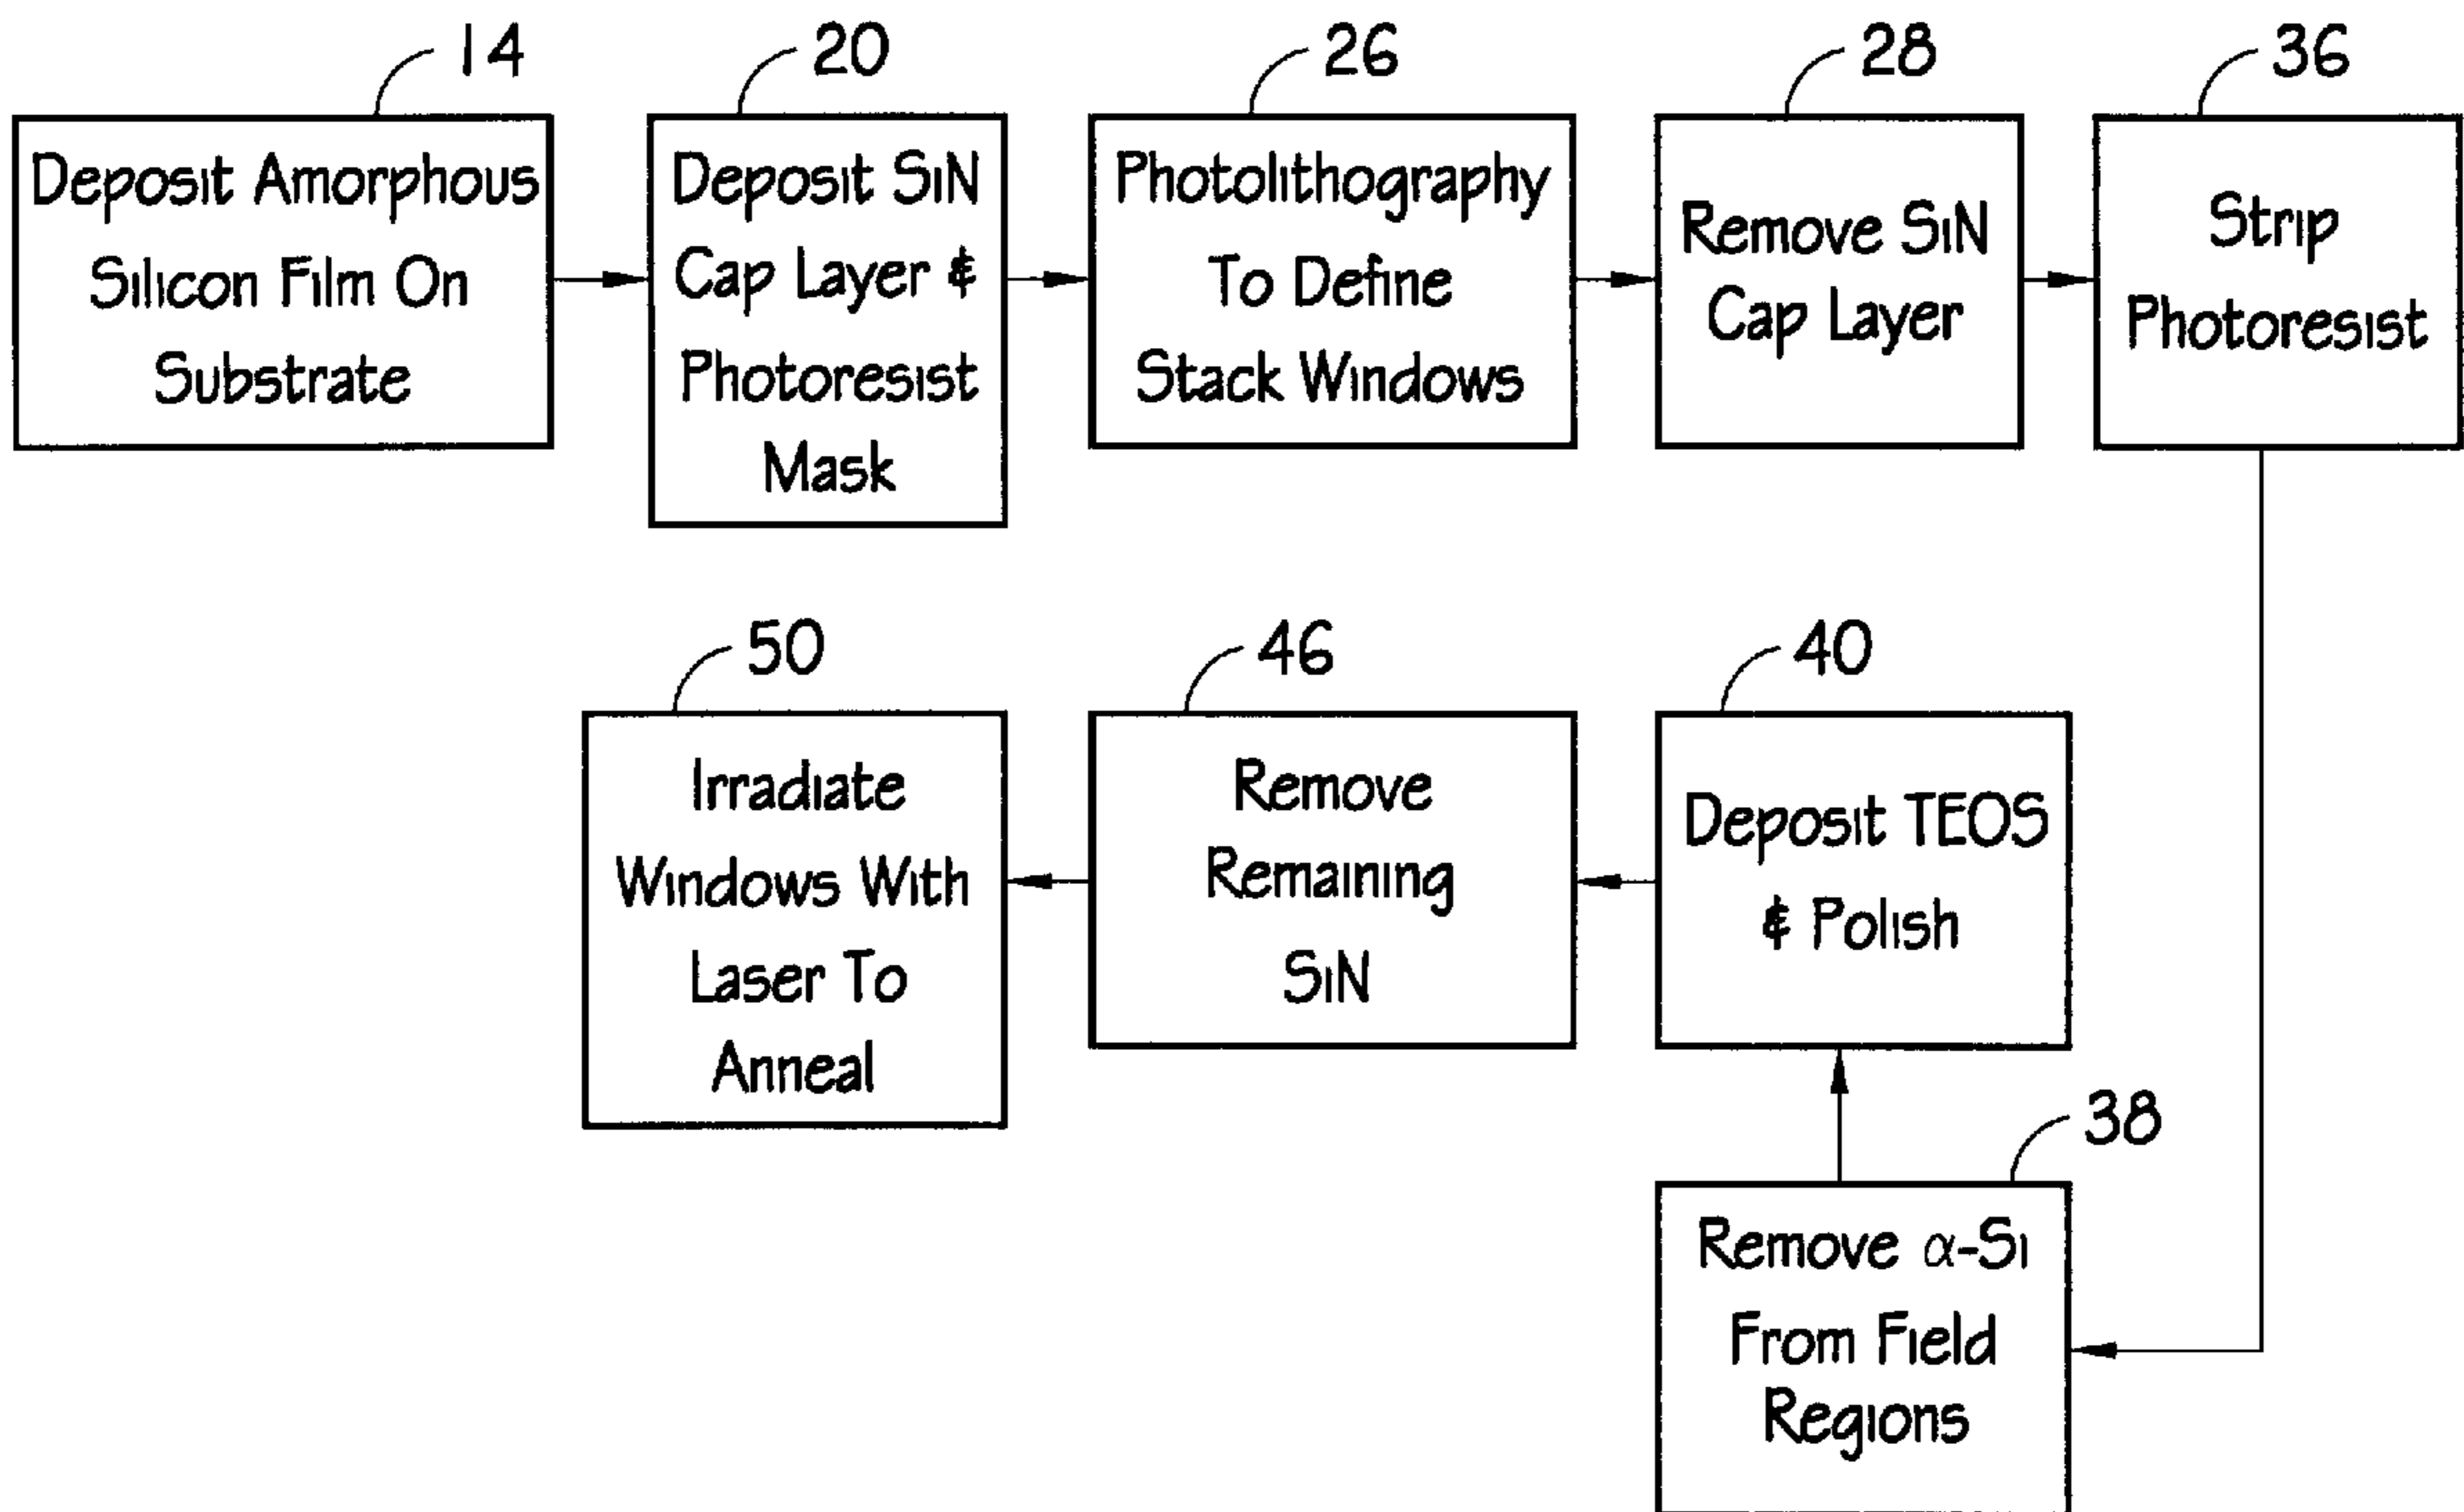 14
Deposit Amorphous
Silicon Film On
Substrate
20
Deposit SiN
Cap Layer &
Photoresist
Mask
26
Photolithography
To Define
Stack Windows
28
Remove SiN
Cap Layer
36
Strip
Photoresist
50
Irradiate
Windows With
Laser To
Anneal
46
Remove
Remaining
SiN
40
Deposit TEOS
& Polish
38
Remove α-Si
From Field
Regions